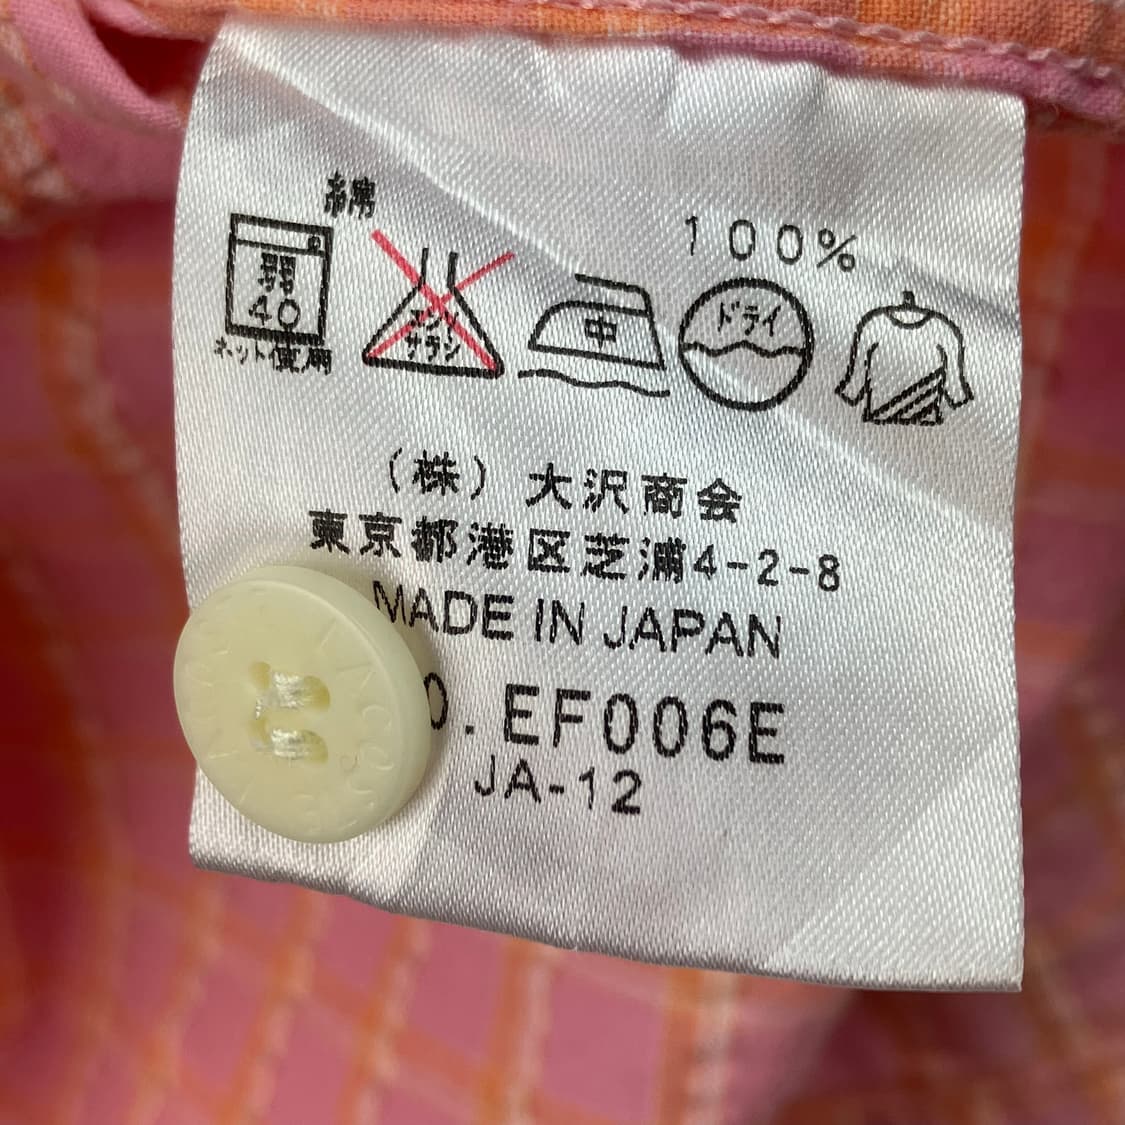 綿 100%
弱
40
ネット使用
エンソ
サラシ
中
ドライ
(株) 大沢商会
東京都港区芝浦4-2-8
MADE IN JAPAN
O. EF006E
JA-12
LACOSTE